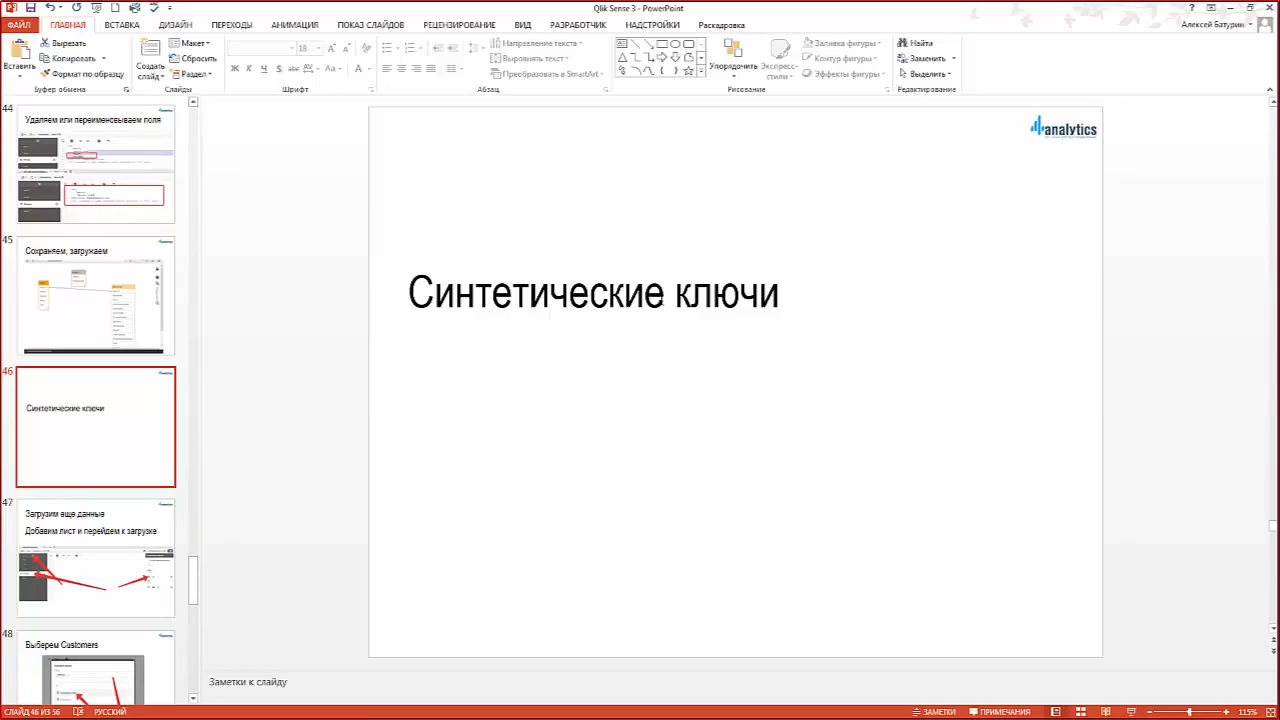 Qlik Sense 3 - PowerPoint
ФАЙЛ ГЛАВНАЯ ВСТАВКА ДИЗАЙН ПЕРЕХОДЫ АНИМАЦИЯ ПОКАЗ СЛАЙДОВ РЕЦЕНЗИРОВАНИЕ ВИД РАЗРАБОТЧИК НАДСТРОЙКИ Раскадровка Алексей Батурин
Вставить
Вырезать
Копировать
Формат по образцу
Буфер обмена
Создать слайд
Макет
Сбросить
Раздел
Слайды
18
Ж К Ч S abc AV Aa A
Шрифт
Направление текста
Выровнять текст
Преобразовать в SmartArt
Абзац
Упорядочить
Экспресс-стили
Заливка фигуры
Контур фигуры
Эффекты фигуры
Рисование
Найти
Заменить
Выделить
Редактирование
44
Удаляем или переименовываем поля
45
Сохраняем, загружаем
46
Синтетические ключи
47
Загрузим еще данные
Добавим лист и перейдем к загрузке
48
Выберем Customers
analytics
Синтетические ключи
Заметки к слайду
СЛАЙД 46 ИЗ 56 РУССКИЙ ЗАМЕТКИ ПРИМЕЧАНИЯ 115%